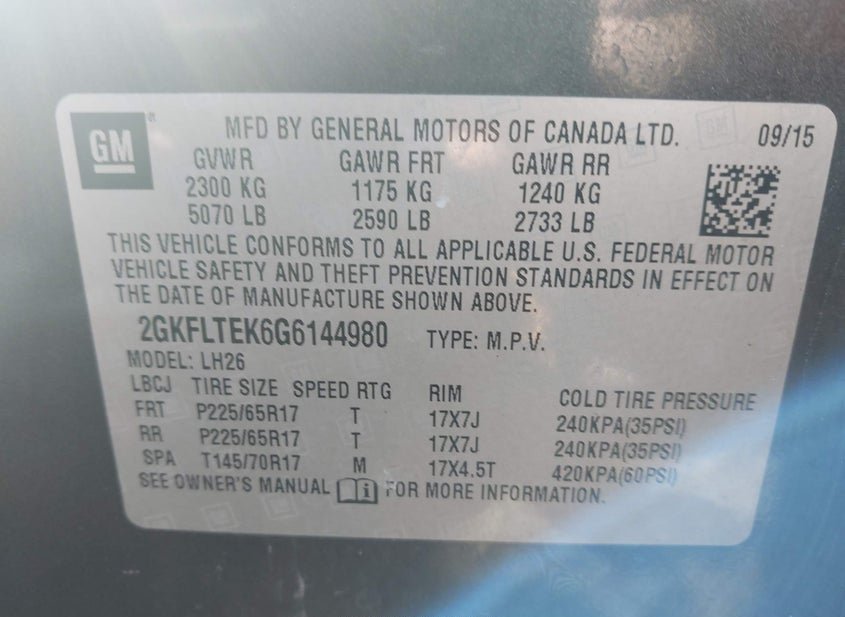 GM
MFD BY GENERAL MOTORS OF CANADA LTD. 09/15
GVWR GAWR FRT GAWR RR
2300 KG 1175 KG 1240 KG
5070 LB 2590 LB 2733 LB
THIS VEHICLE CONFORMS TO ALL APPLICABLE U.S. FEDERAL MOTOR
VEHICLE SAFETY AND THEFT PREVENTION STANDARDS IN EFFECT ON
THE DATE OF MANUFACTURE SHOWN ABOVE.
2GKFLTEK6G6144980 TYPE: M.P.V.
MODEL: LH26
LBCJ TIRE SIZE SPEED RTG RIM COLD TIRE PRESSURE
FRT P225/65R17 T 17X7J 240KPA(35PSI)
RR P225/65R17 T 17X7J 240KPA(35PSI)
SPA T145/70R17 M 17X4.5T 420KPA(60PSI)
SEE OWNER'S MANUAL FOR MORE INFORMATION.